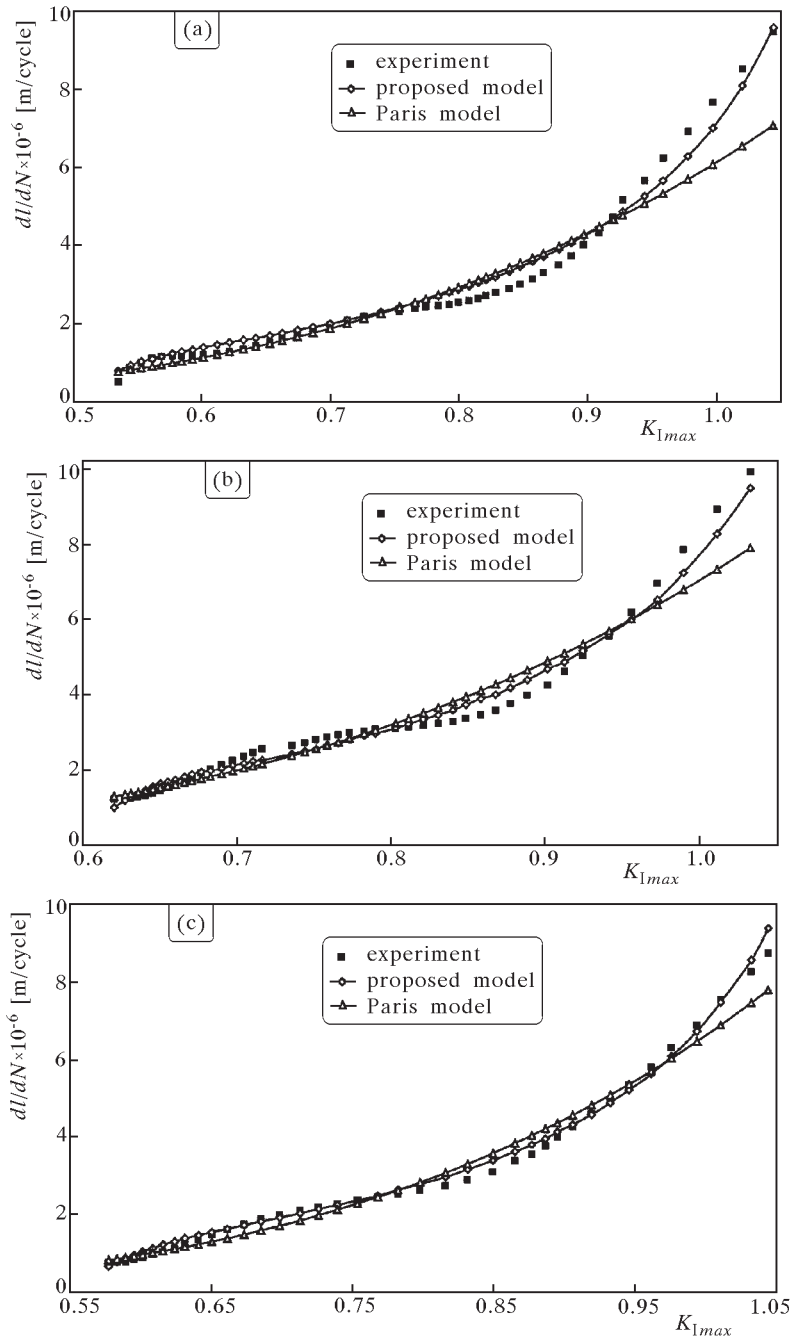 (a)
experiment
proposed model
Paris model
dl/dN×10-6 [m/cycle]
10
8
6
4
2
0
0.5 0.6 0.7 0.8 0.9 1.0
KImax
(b)
experiment
proposed model
Paris model
dl/dN×10-6 [m/cycle]
10
8
6
4
2
0
0.6 0.7 0.8 0.9 1.0
KImax
(c)
experiment
proposed model
Paris model
dl/dN×10-6 [m/cycle]
10
8
6
4
2
0
0.55 0.65 0.75 0.85 0.95 1.05
KImax